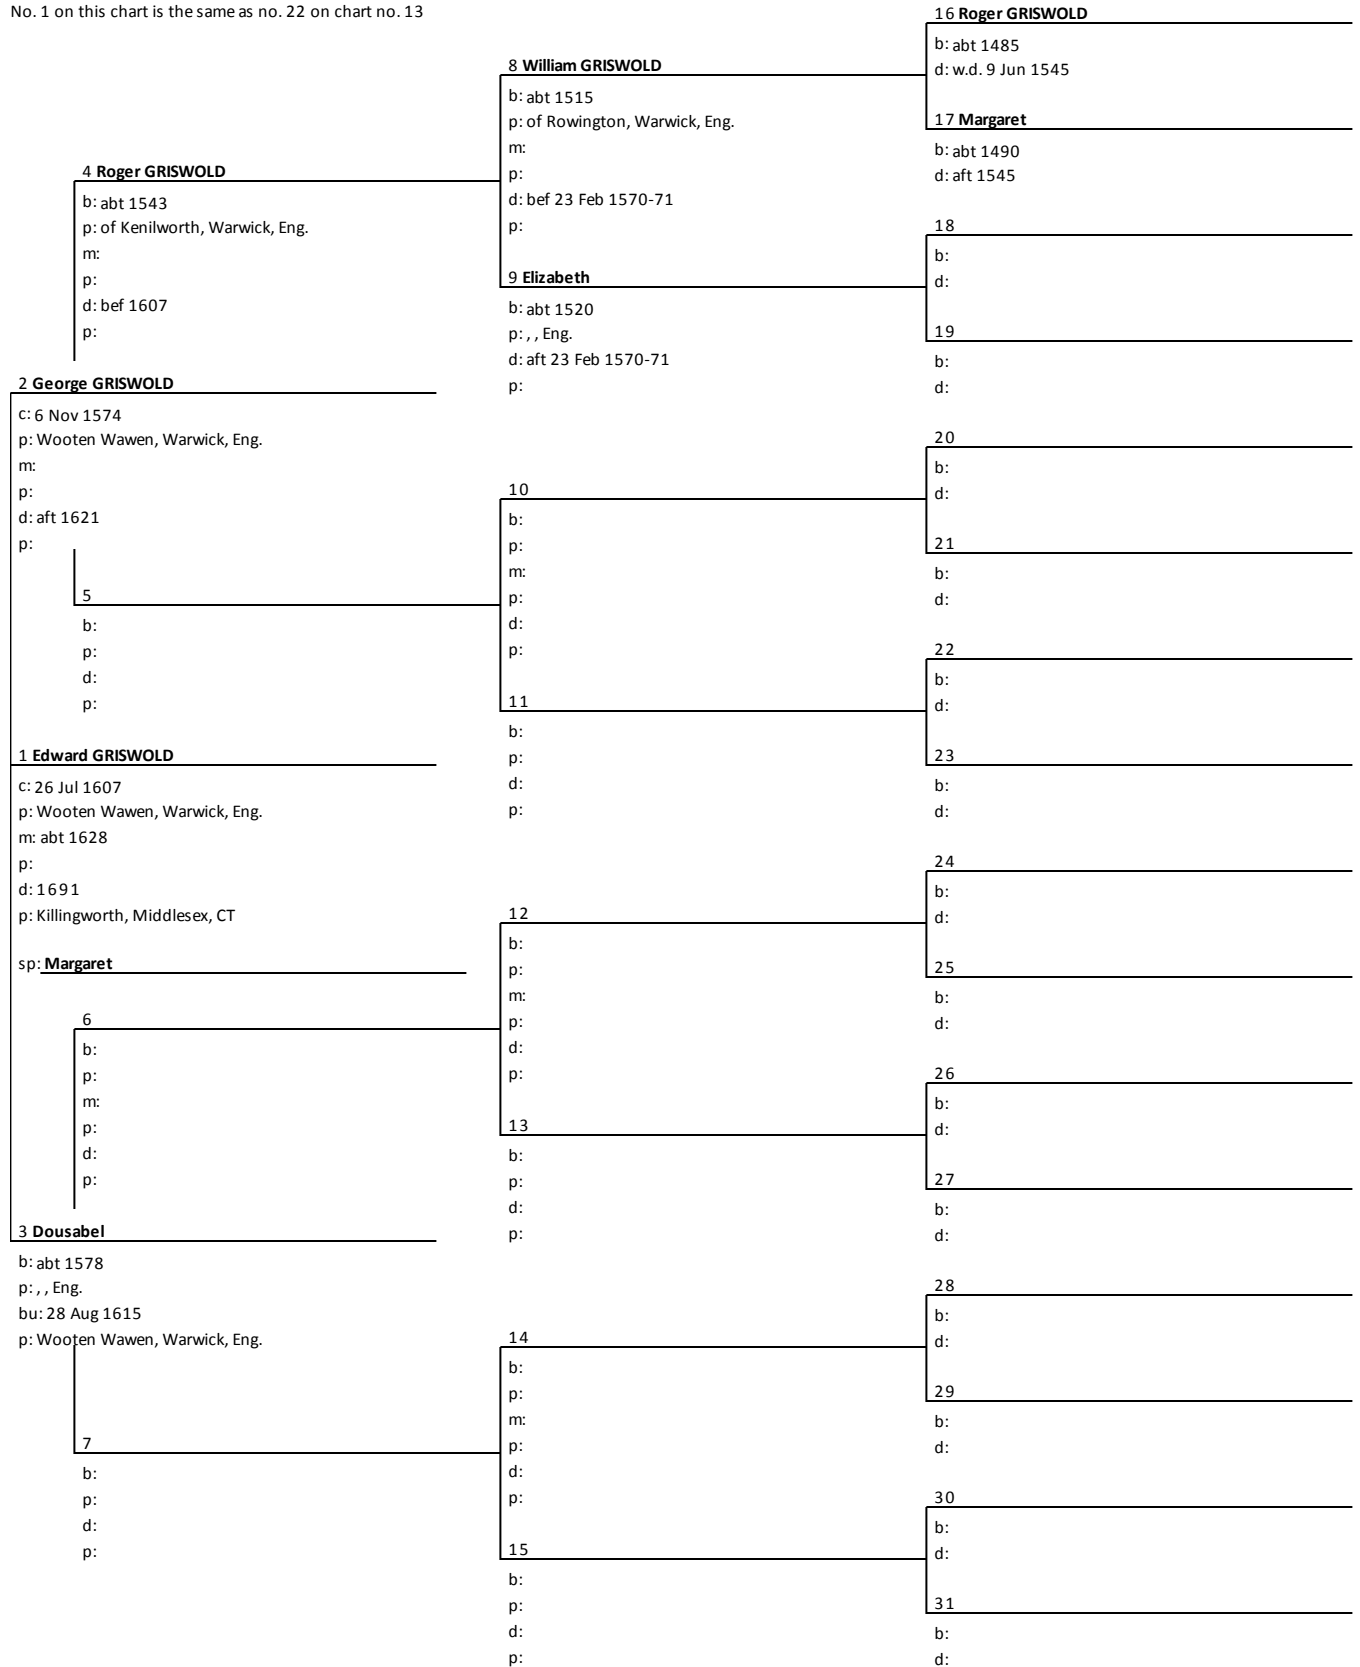 No. 1 on this chart is the same as no. 22 on chart no. 13
16 Roger GRISWOLD
b: abt 1485
d: w.d. 9 Jun 1545
8 William GRISWOLD
b: abt 1515
p: of Rowington, Warwick, Eng.
m:
p:
d: bef 23 Feb 1570-71
p:
17 Margaret
b: abt 1490
d: aft 1545
4 Roger GRISWOLD
b: abt 1543
p: of Kenilworth, Warwick, Eng.
m:
p:
d: bef 1607
p:
18
b:
d:
9 Elizabeth
b: abt 1520
p: , , Eng.
d: aft 23 Feb 1570-71
p:
19
b:
d:
2 George GRISWOLD
c: 6 Nov 1574
p: Wooten Wawen, Warwick, Eng.
m:
p:
d: aft 1621
p:
20
b:
d:
10
b:
p:
m:
p:
d:
p:
21
b:
d:
5
b:
p:
d:
p:
22
b:
d:
11
b:
p:
d:
p:
23
b:
d:
1 Edward GRISWOLD
c: 26 Jul 1607
p: Wooten Wawen, Warwick, Eng.
m: abt 1628
p:
d: 1691
p: Killingworth, Middlesex, CT
sp: Margaret
24
b:
d:
12
b:
p:
m:
p:
d:
p:
25
b:
d:
6
b:
p:
m:
p:
d:
p:
26
b:
d:
13
b:
p:
d:
p:
27
b:
d:
3 Dousabel
b: abt 1578
p: , , Eng.
bu: 28 Aug 1615
p: Wooten Wawen, Warwick, Eng.
28
b:
d:
14
b:
p:
m:
p:
d:
p:
29
b:
d:
7
b:
p:
d:
p:
30
b:
d:
15
b:
p:
d:
p:
31
b:
d: